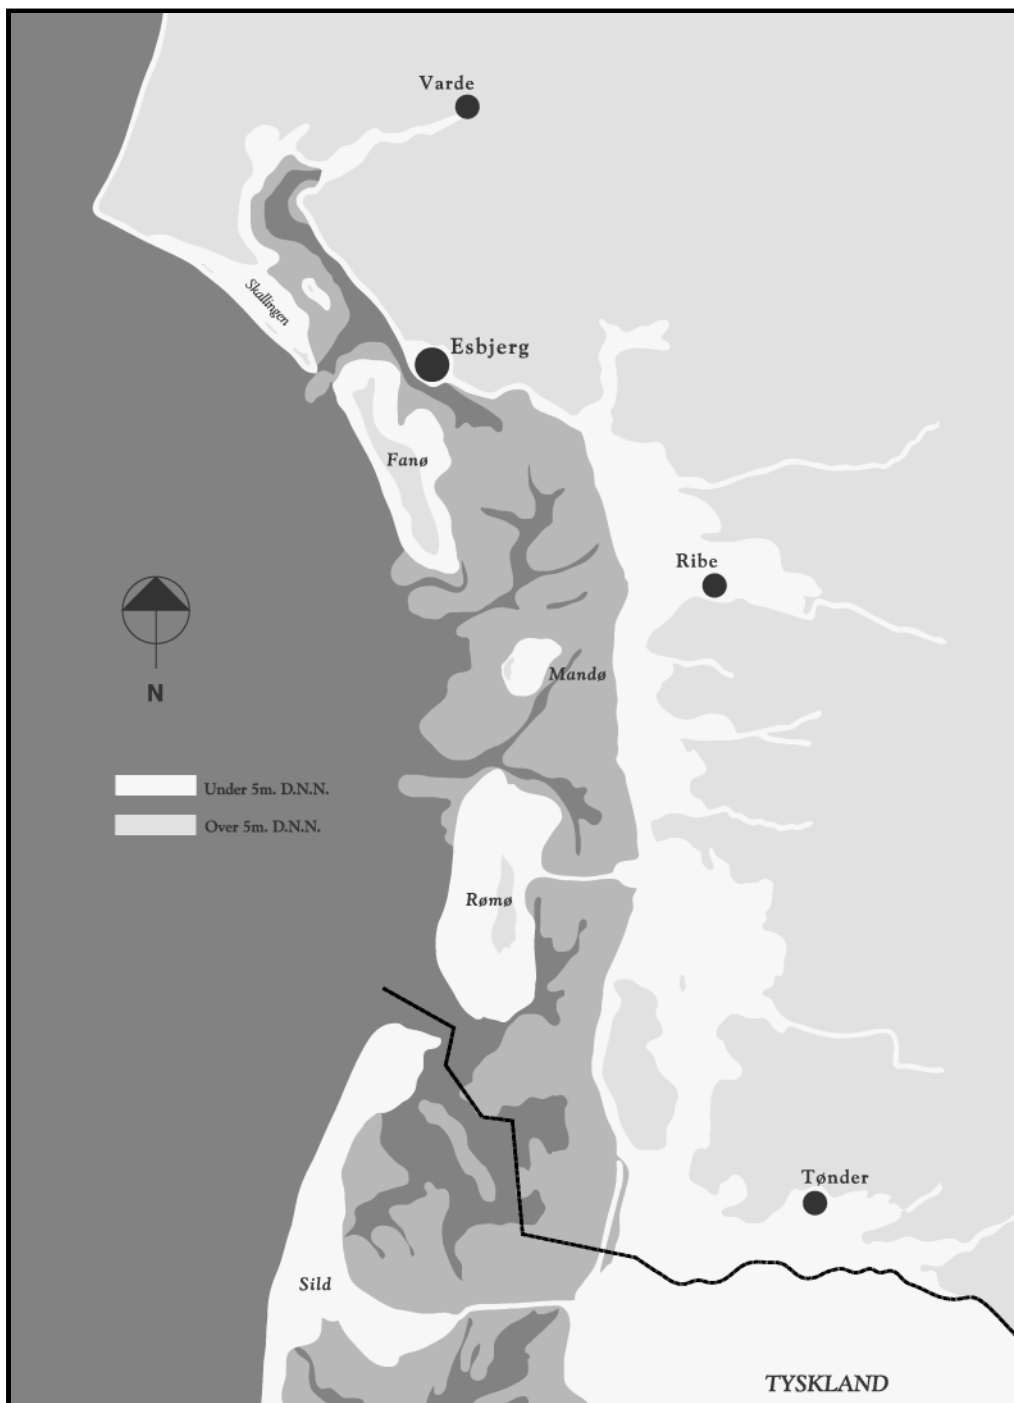 Varde
Skallingen
Esbjerg
Fanø
Ribe
Mandø
N
Under 5m. D.N.N.
Over 5m. D.N.N.
Rømø
Tønder
Sild
TYSKLAND